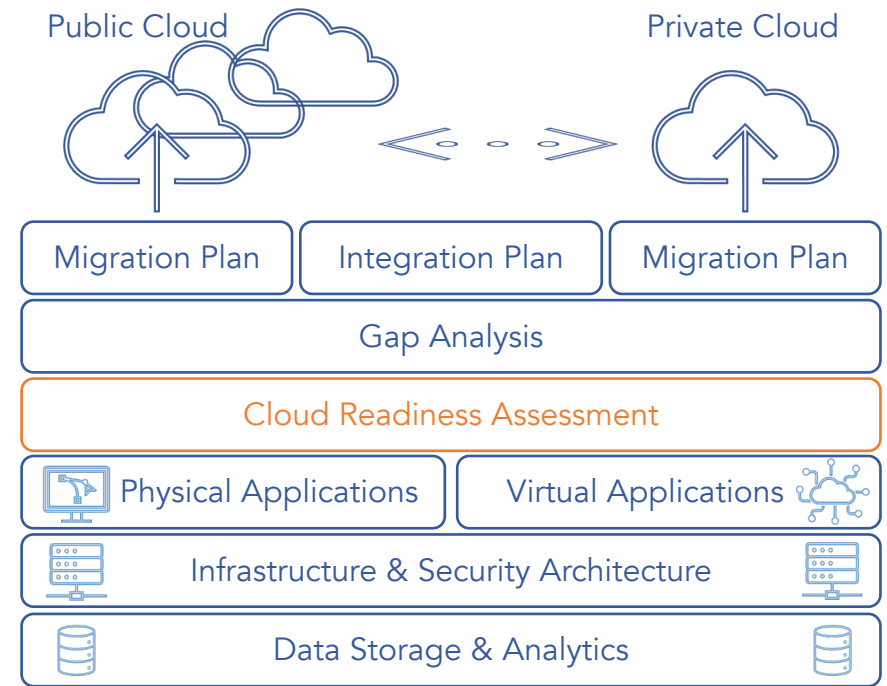 Public Cloud
Private Cloud
Migration Plan
Integration Plan
Migration Plan
Gap Analysis
Cloud Readiness Assessment
Physical Applications
Virtual Applications
Infrastructure & Security Architecture
Data Storage & Analytics